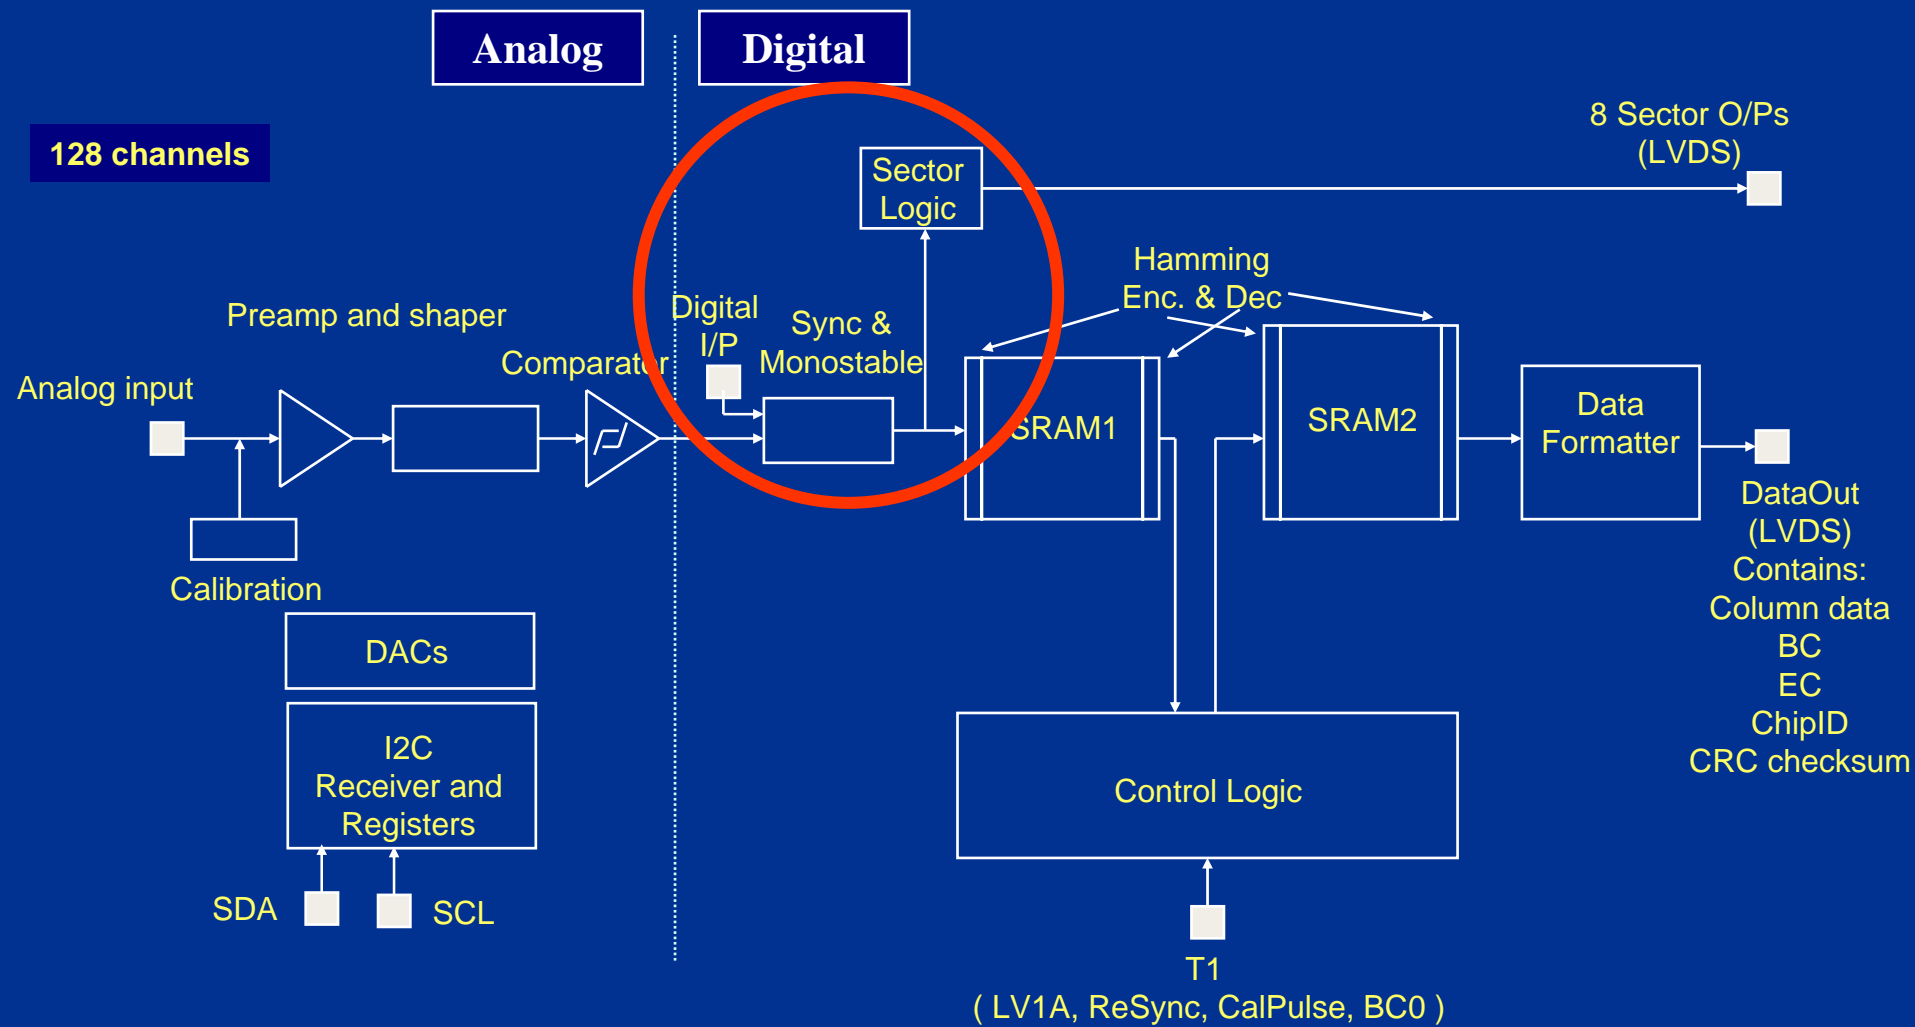 Analog
Digital
128 channels
8 Sector O/Ps
(LVDS)
Sector
Logic
Hamming
Enc. & Dec
Preamp and shaper
Digital
I/P
Sync &
Monostable
Comparator
Analog input
SRAM1
SRAM2
Data
Formatter
DataOut
(LVDS)
Contains:
Column data
BC
EC
ChipID
CRC checksum
Calibration
DACs
I2C
Receiver and
Registers
Control Logic
SDA
SCL
T1
( LV1A, ReSync, CalPulse, BC0 )